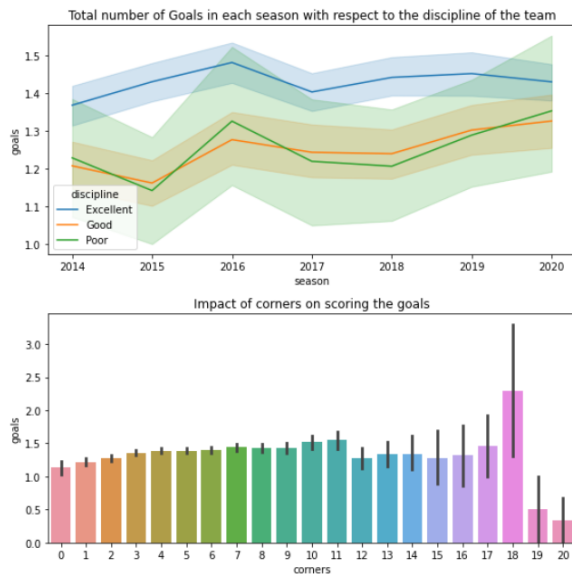 Total number of Goals in each season with respect to the discipline of the team
1.5
1.4
1.3
1.2
1.1
1.0
goals
discipline
Excellent
Good
Poor
2014 2015 2016 2017 2018 2019 2020
season
Impact of corners on scoring the goals
3.0
2.5
2.0
1.5
1.0
0.5
0.0
goals
0 1 2 3 4 5 6 7 8 9 10 11 12 13 14 15 16 17 18 19 20
corners